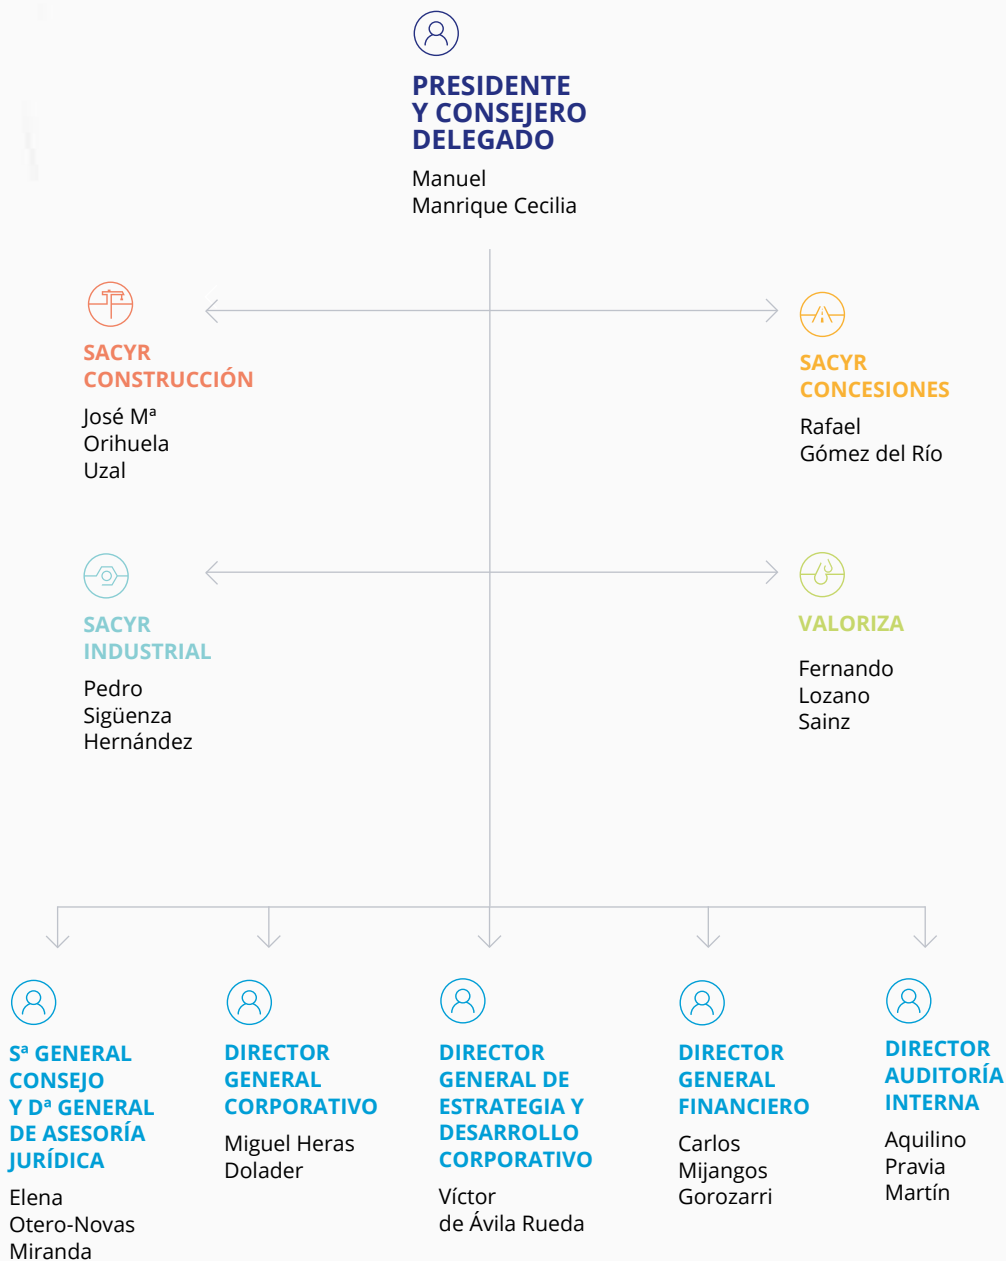 PRESIDENTE
Y CONSEJERO
DELEGADO
Manuel
Manrique Cecilia
SACYR
CONSTRUCCIÓN
José Mª
Orihuela
Uzal
SACYR
CONCESIONES
Rafael
Gómez del Río
SACYR
INDUSTRIAL
Pedro
Sigüenza
Hernández
VALORIZA
Fernando
Lozano
Sainz
Sª GENERAL
CONSEJO
Y Dª GENERAL
DE ASESORÍA
JURÍDICA
Elena
Otero-Novas
Miranda
DIRECTOR
GENERAL
CORPORATIVO
Miguel Heras
Dolader
DIRECTOR
GENERAL DE
ESTRATEGIA Y
DESARROLLO
CORPORATIVO
Víctor
de Ávila Rueda
DIRECTOR
GENERAL
FINANCIERO
Carlos
Mijangos
Gorozarri
DIRECTOR
AUDITORÍA
INTERNA
Aquilino
Pravia
Martín